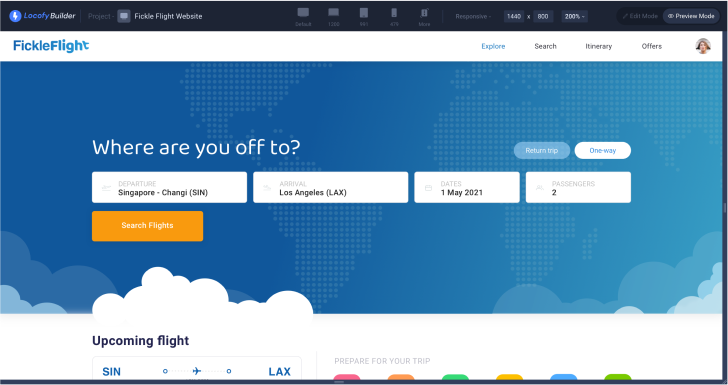 Locofy Builder Project Fickle Flight Website Default 1280 991 479 More Responsive 1440 x 800 200% Edit Mode Preview Mode
FickleFlight Explore Search Itinerary Offers
Where are you off to?
Return trip One-way
DEPARTURE ARRIVAL DATES PASSENGERS
Singapore - Changi (SIN) Los Angeles (LAX) 1 May 2021 2
Search Flights
Upcoming flight
PREPARE FOR YOUR TRIP
SIN LAX